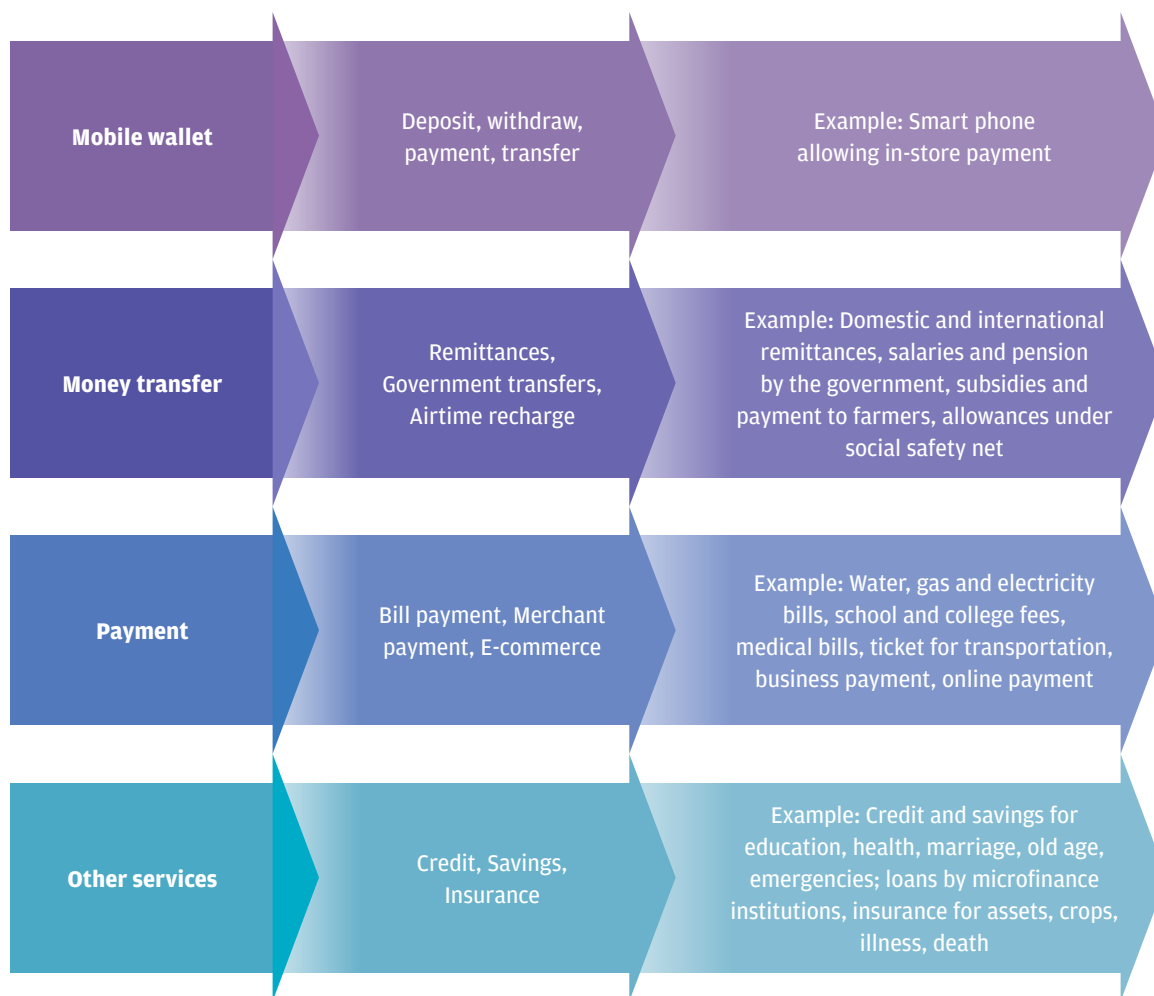 Mobile wallet
Deposit, withdraw,
payment, transfer
Example: Smart phone
allowing in-store payment
Money transfer
Remittances,
Government transfers,
Airtime recharge
Example: Domestic and international
remittances, salaries and pension
by the government, subsidies and
payment to farmers, allowances under
social safety net
Payment
Bill payment, Merchant
payment, E-commerce
Example: Water, gas and electricity
bills, school and college fees,
medical bills, ticket for transportation,
business payment, online payment
Other services
Credit, Savings,
Insurance
Example: Credit and savings for
education, health, marriage, old age,
emergencies; loans by microfinance
institutions, insurance for assets, crops,
illness, death